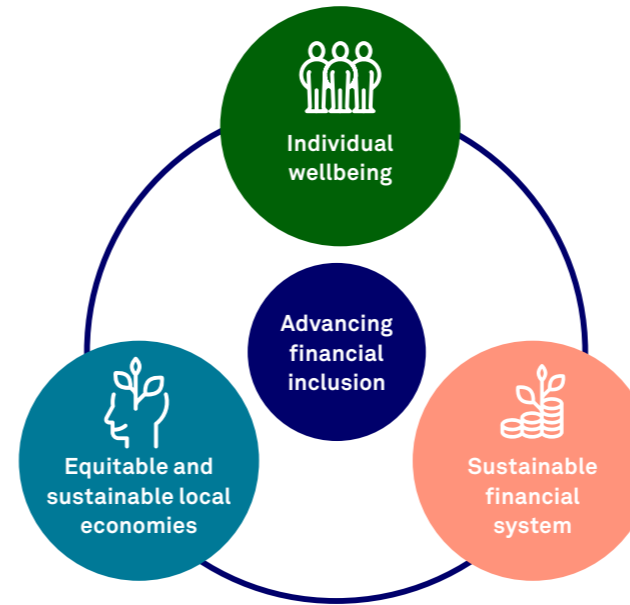 Individual
wellbeing
Advancing
financial
inclusion
Equitable and
sustainable local
economies
Sustainable
financial
system